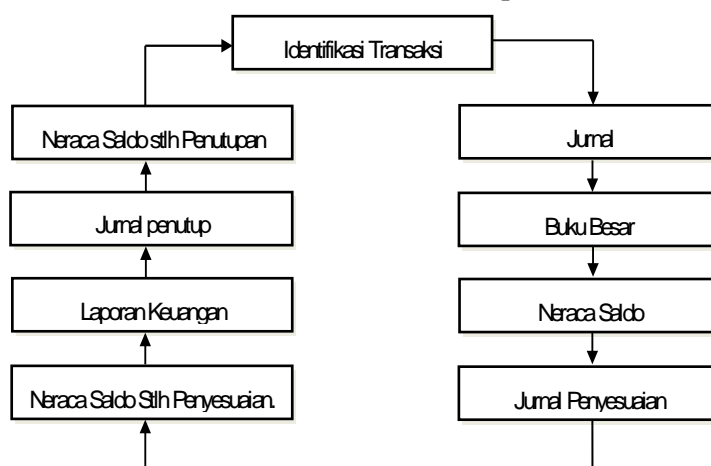 Identifikasi Transaksi
Jurnal
Buku Besar
Neraca Saldo
Jurnal Penyesuaian
Neraca Saldo Stlh Penyesuaian.
Laporan Keuangan
Jurnal penutup
Neraca Saldo stlh Penutupan